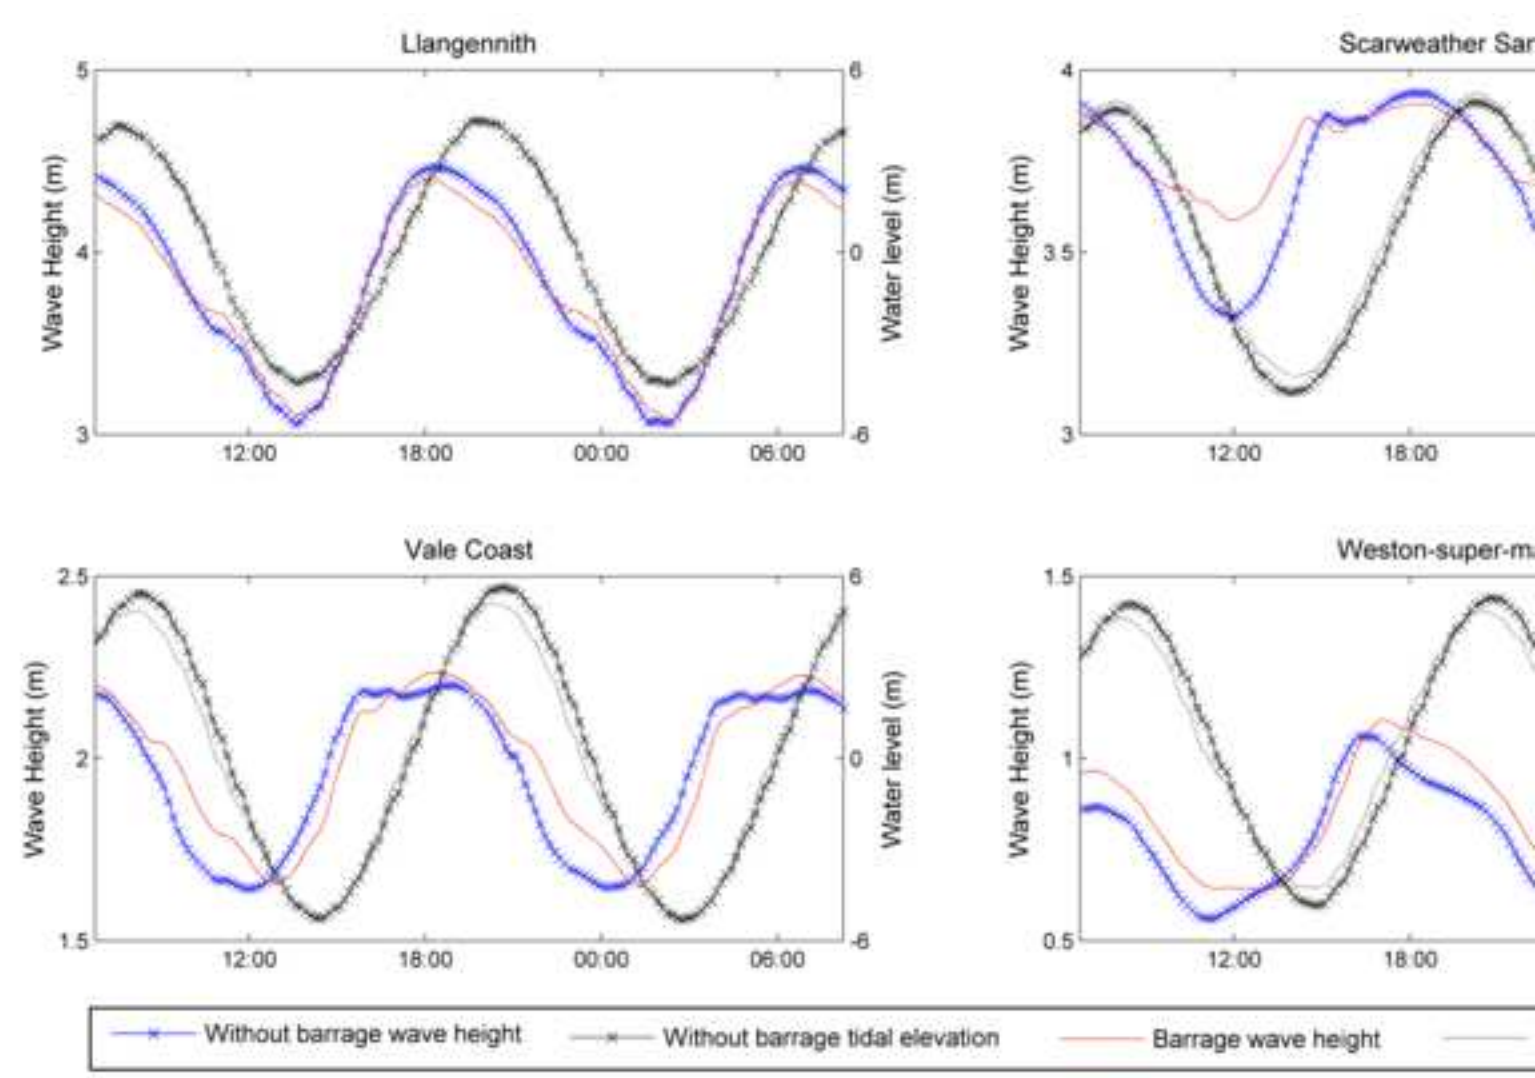 Llangennith
Scarweather Sar
5
6
4
Wave Height (m)
4
0
Water level (m)
Wave Height (m)
3.5
3
-6
3
12:00 18:00 00:00 06:00
12:00 18:00
Vale Coast
Weston-super-ma
2.5
6
1.5
Wave Height (m)
2
0
Water level (m)
Wave Height (m)
1
1.5
-6
0.5
12:00 18:00 00:00 06:00
12:00 18:00
Without barrage wave height Without barrage tidal elevation Barrage wave height